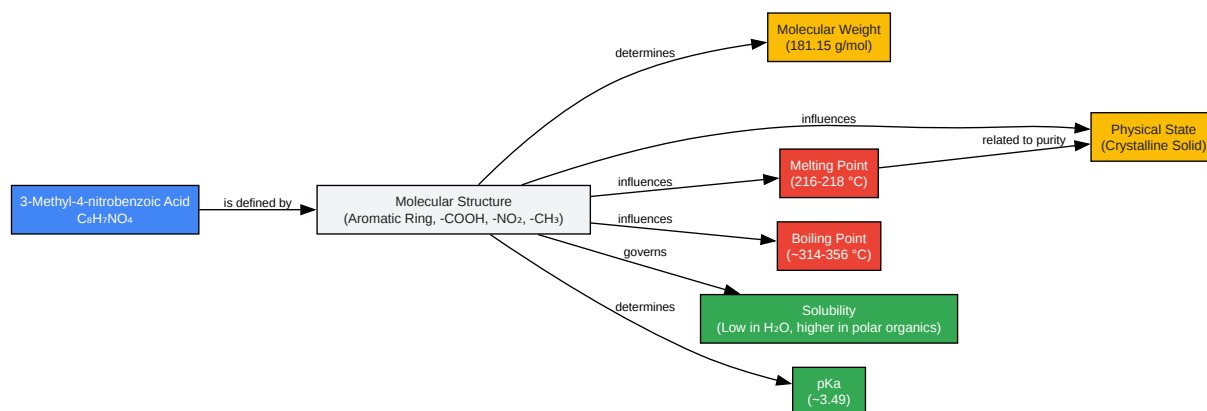 Molecular Weight
(181.15 g/mol)
determines
influences
Physical State
(Crystalline Solid)
related to purity
Melting Point
(216-218 °C)
influences
3-Methyl-4-nitrobenzoic Acid
C₈H₇NO₄
is defined by
Molecular Structure
(Aromatic Ring, -COOH, -NO₂, -CH₃)
influences
Boiling Point
(~314-356 °C)
governs
Solubility
(Low in H₂O, higher in polar organics)
determines
pKa
(~3.49)